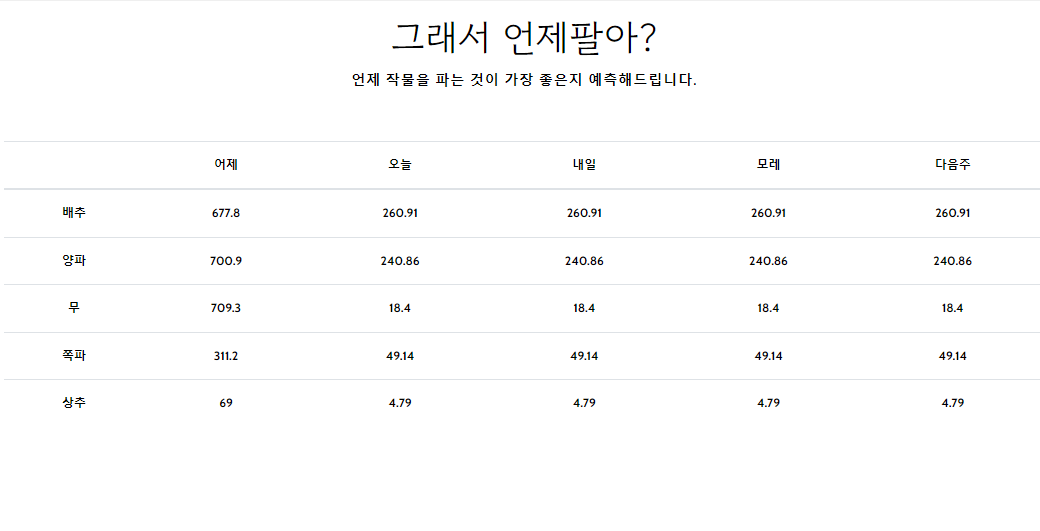 그래서 언제팔아?
언제 작물을 파는 것이 가장 좋은지 예측해드립니다.
어제 오늘 내일 모레 다음주
배추 677.8 260.91 260.91 260.91 260.91
양파 700.9 240.86 240.86 240.86 240.86
무 709.3 18.4 18.4 18.4 18.4
쪽파 311.2 49.14 49.14 49.14 49.14
상추 69 4.79 4.79 4.79 4.79